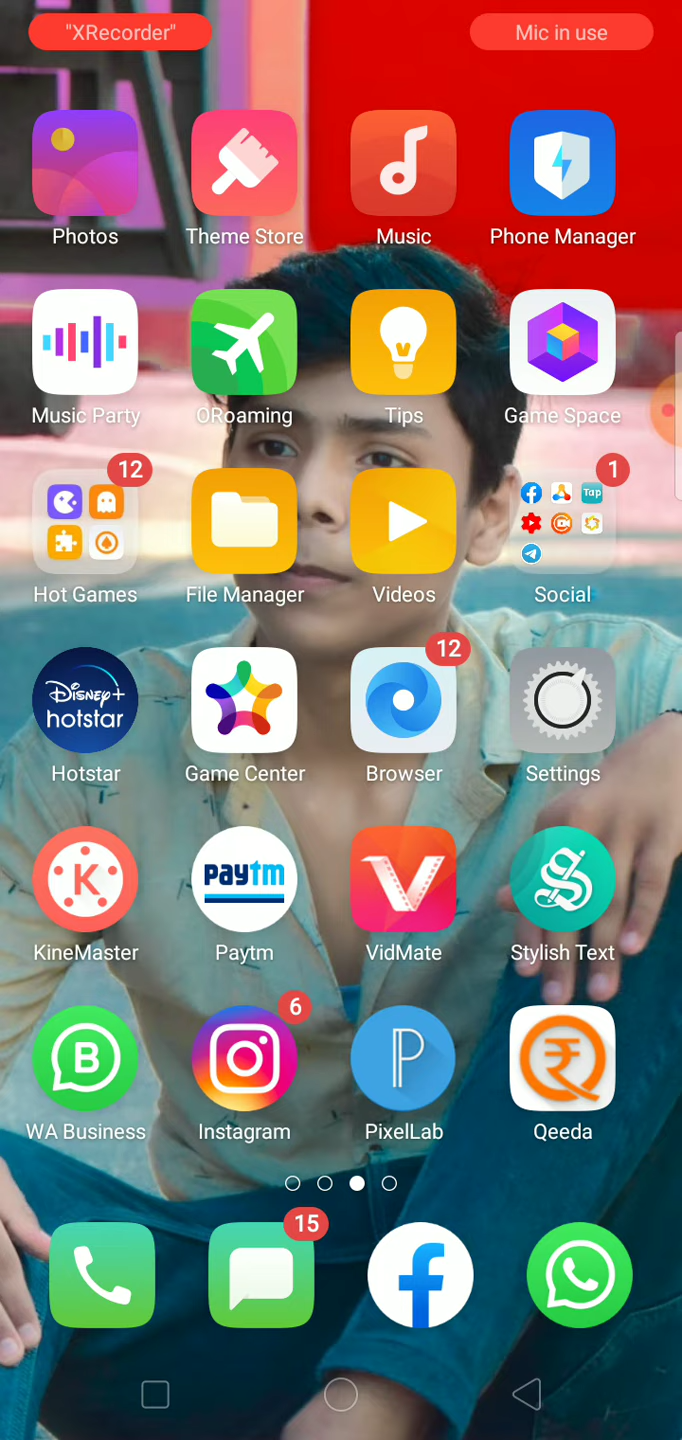 "XRecorder" Mic in use
Photos Theme Store Music Phone Manager
Music Party ORoaming Tips Game Space
12 1
Tap
Hot Games File Manager Videos Social
12
Disney+
hotstar
Hotstar Game Center Browser Settings
K paytm V S
KineMaster Paytm VidMate Stylish Text
6
B P ₹
WA Business Instagram PixelLab Qeeda
15
f